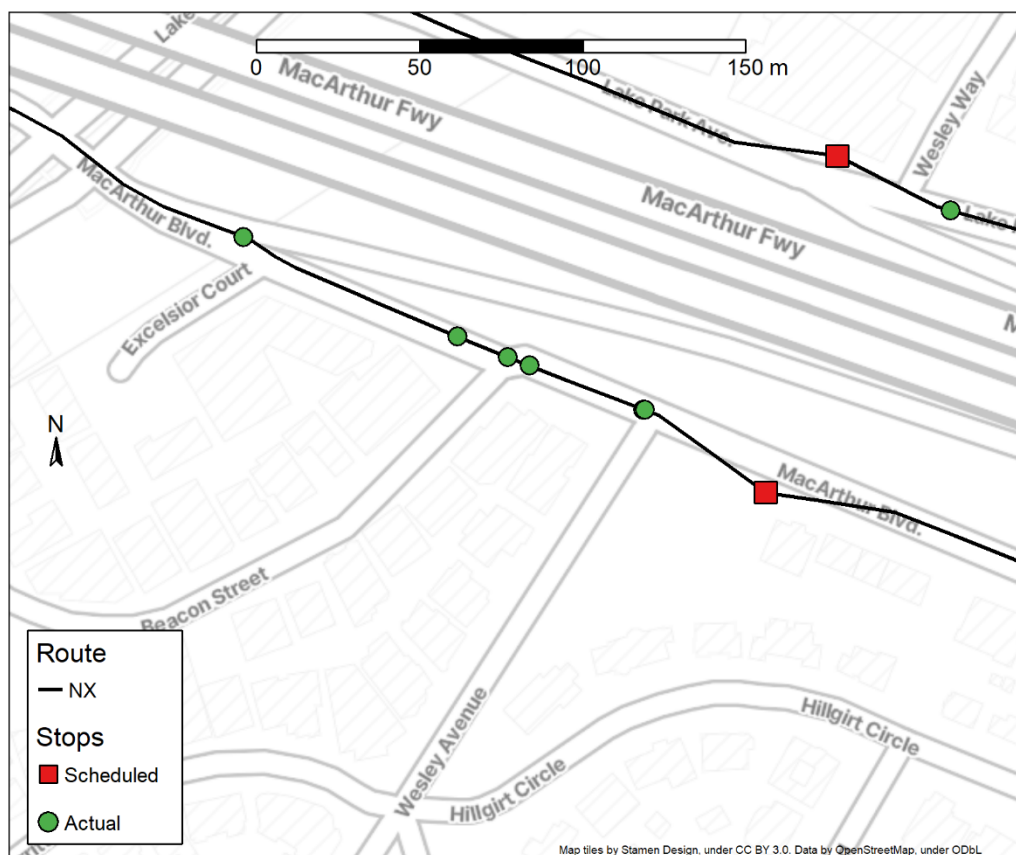 Lake
0 50 100 150 m
MacArthur Fwy
Lake Park Ave.
Wesley Way
MacArthur Fwy
Lake
MacArthur Blvd.
Excelsior Court
N
MacArthur Blvd.
Beacon Street
Route
NX
Stops
Scheduled
Actual
Wesley Avenue
Hillgirt Circle
Hillgirt Circle
Map tiles by Stamen Design, under CC BY 3.0. Data by OpenStreetMap, under ODbL